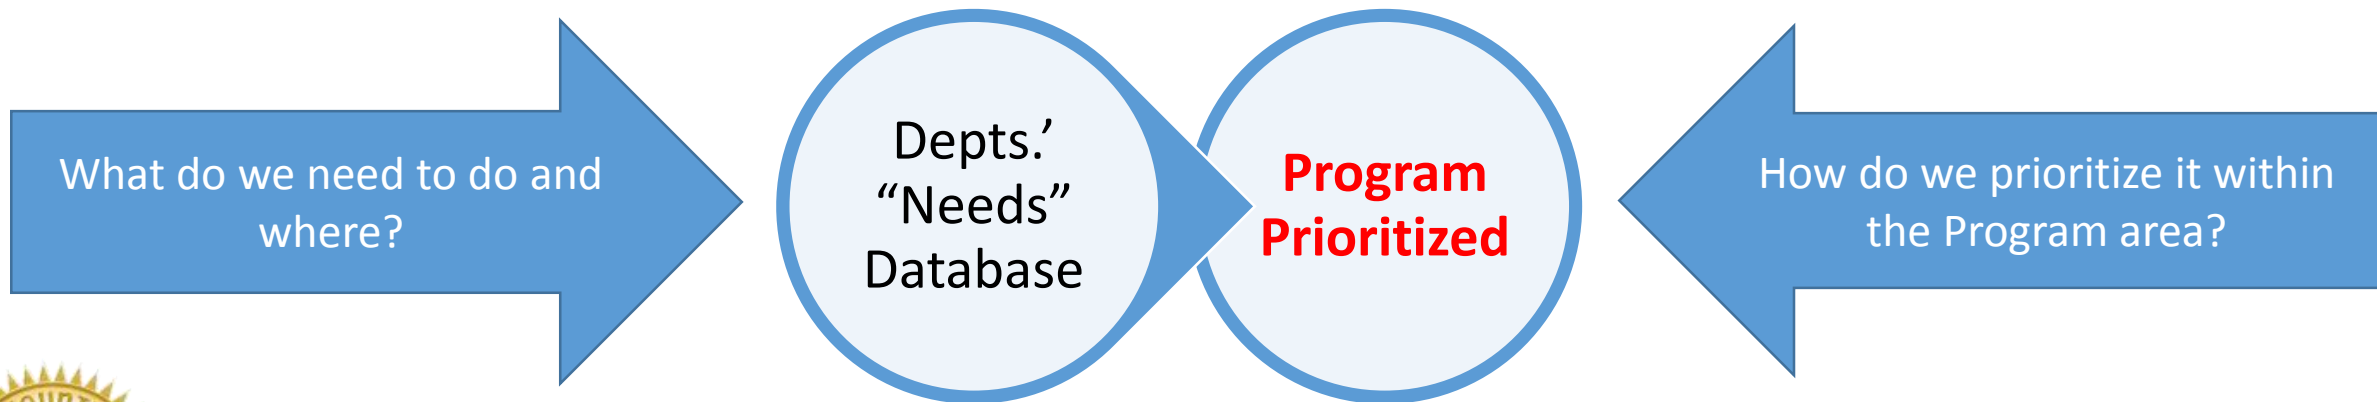 What do we need to do and
where?
Depts.’
“Needs”
Database
Program
Prioritized
How do we prioritize it within
the Program area?